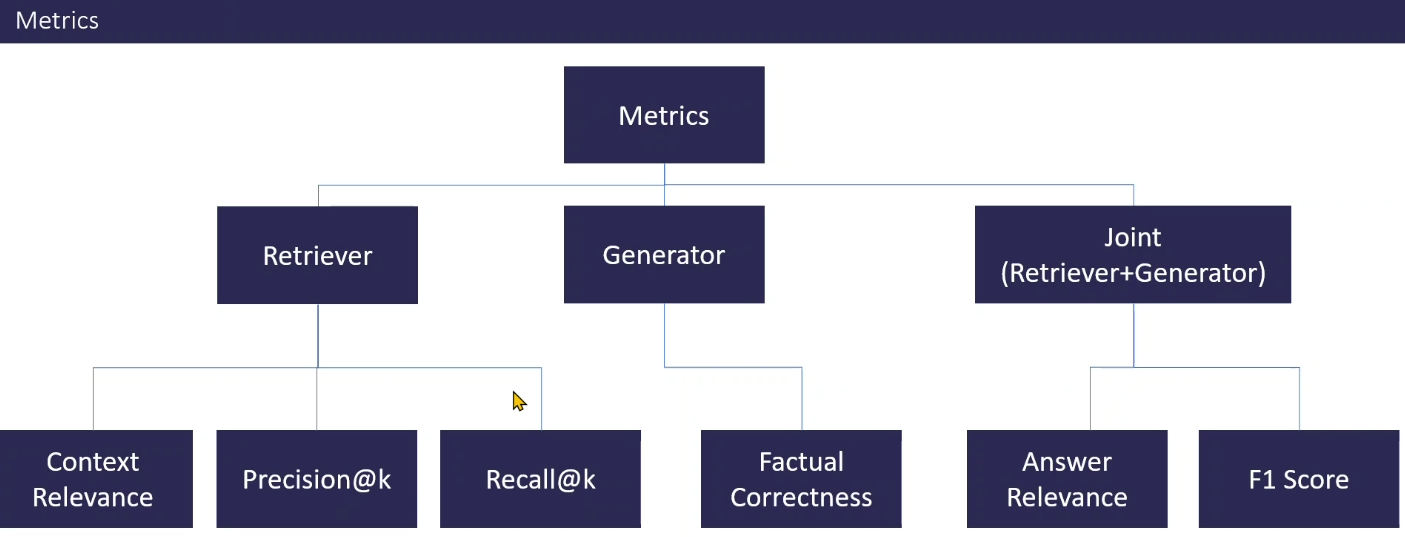 Metrics
Metrics
Retriever
Generator
Joint
(Retriever+Generator)
Context
Relevance
Precision@k
Recall@k
Factual
Correctness
Answer
Relevance
F1 Score